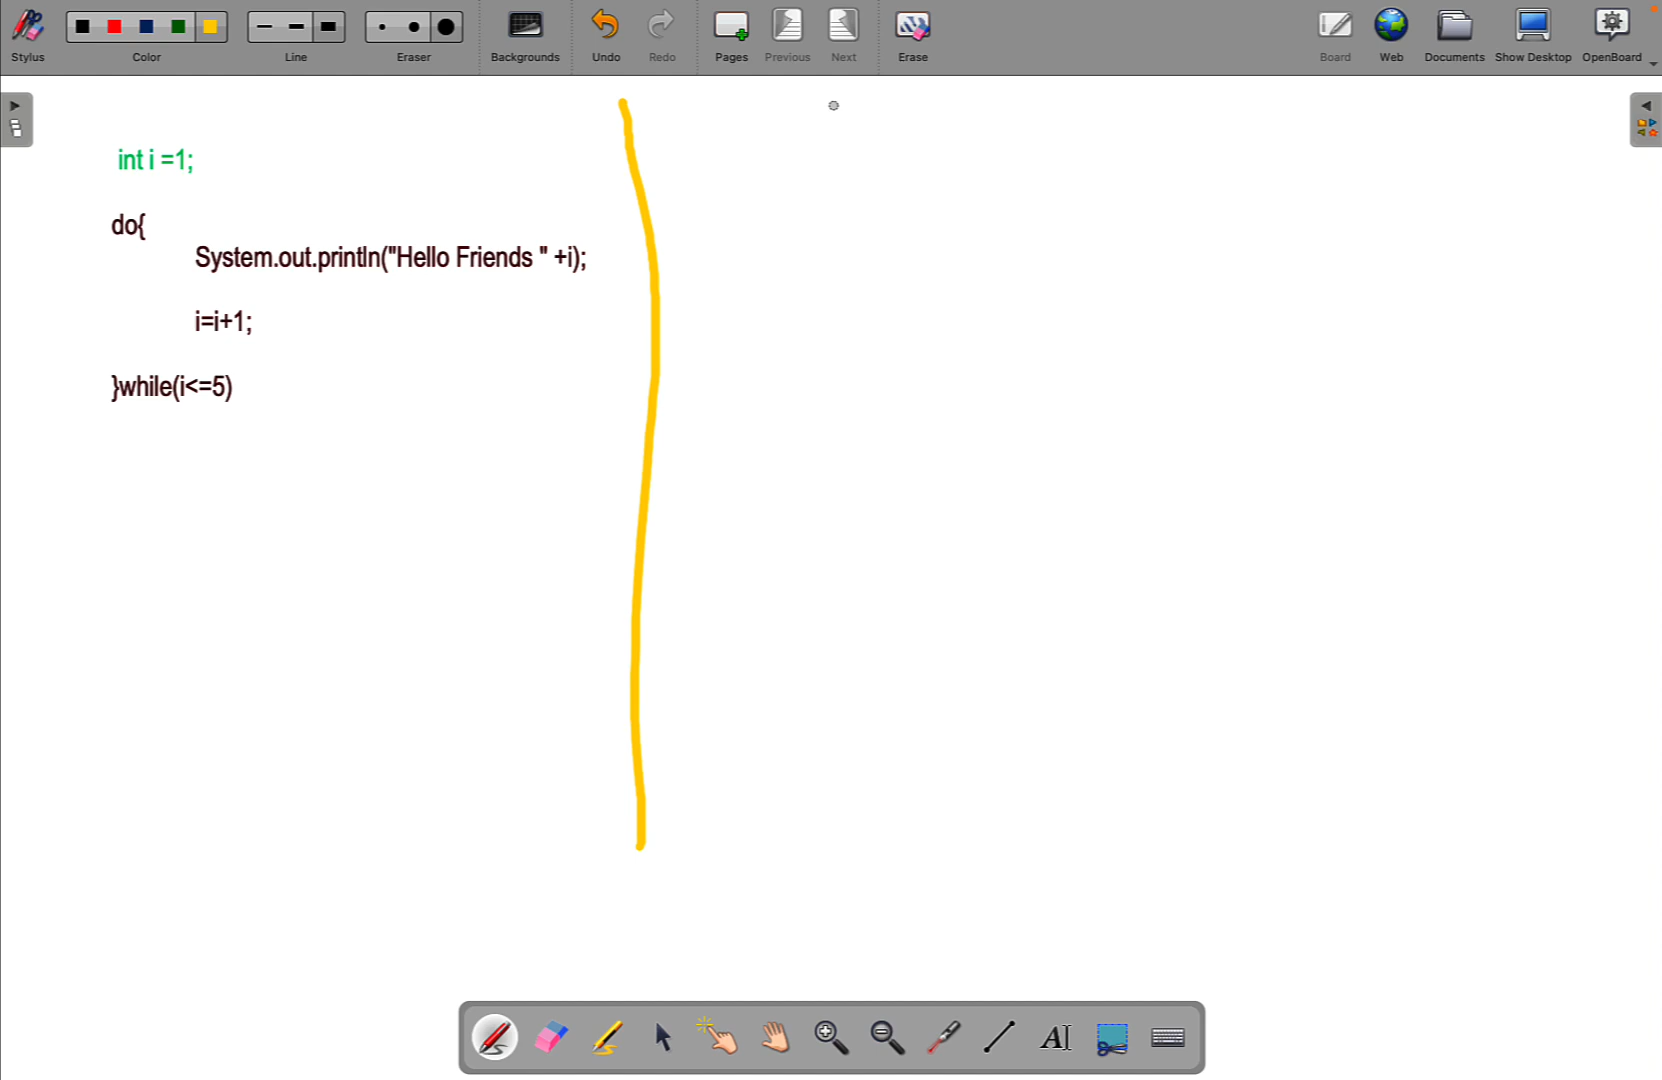 Stylus Color Line Eraser Backgrounds Undo Redo Pages Previous Next Erase Board Web Documents Show Desktop OpenBoard
int i =1;
do{
System.out.println("Hello Friends " +i);
i=i+1;
}while(i<=5)
AI